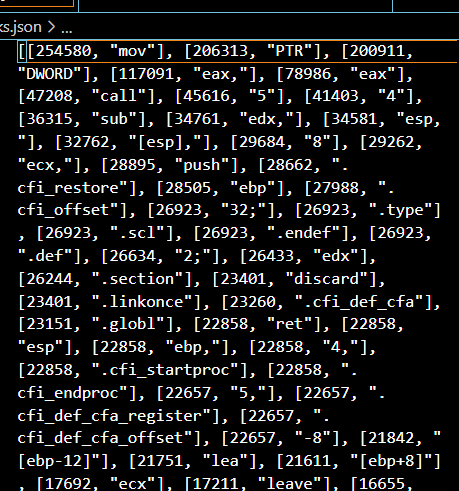 ks.json > ...
[[254580, "mov"], [206313, "PTR"], [200911,
"DWORD"], [117091, "eax,"], [78986, "eax"],
[47208, "call"], [45616, "5"], [41403, "4"],
[36315, "sub"], [34761, "edx,"], [34581, "esp,
"], [32762, "[esp],"], [29684, "8"], [29262,
"ecx,"], [28895, "push"], [28662, ".
cfi_restore"], [28505, "ebp"], [27988, ".
cfi_offset"], [26923, "32;"], [26923, ".type"]
, [26923, ".scl"], [26923, ".endef"], [26923,
".def"], [26634, "2;"], [26433, "edx"],
[26244, ".section"], [23401, "discard"],
[23401, ".linkonce"], [23260, ".cfi_def_cfa"],
[23151, ".globl"], [22858, "ret"], [22858,
"esp"], [22858, "ebp,"], [22858, "4,"],
[22858, ".cfi_startproc"], [22858, ".
cfi_endproc"], [22657, "5,"], [22657, ".
cfi_def_cfa_register"], [22657, ".
cfi_def_cfa_offset"], [22657, "-8"], [21842, "
[ebp-12]"], [21751, "lea"], [21611, "[ebp+8]"]
, [17692, "ecx"], [17211, "leave"], [16655,